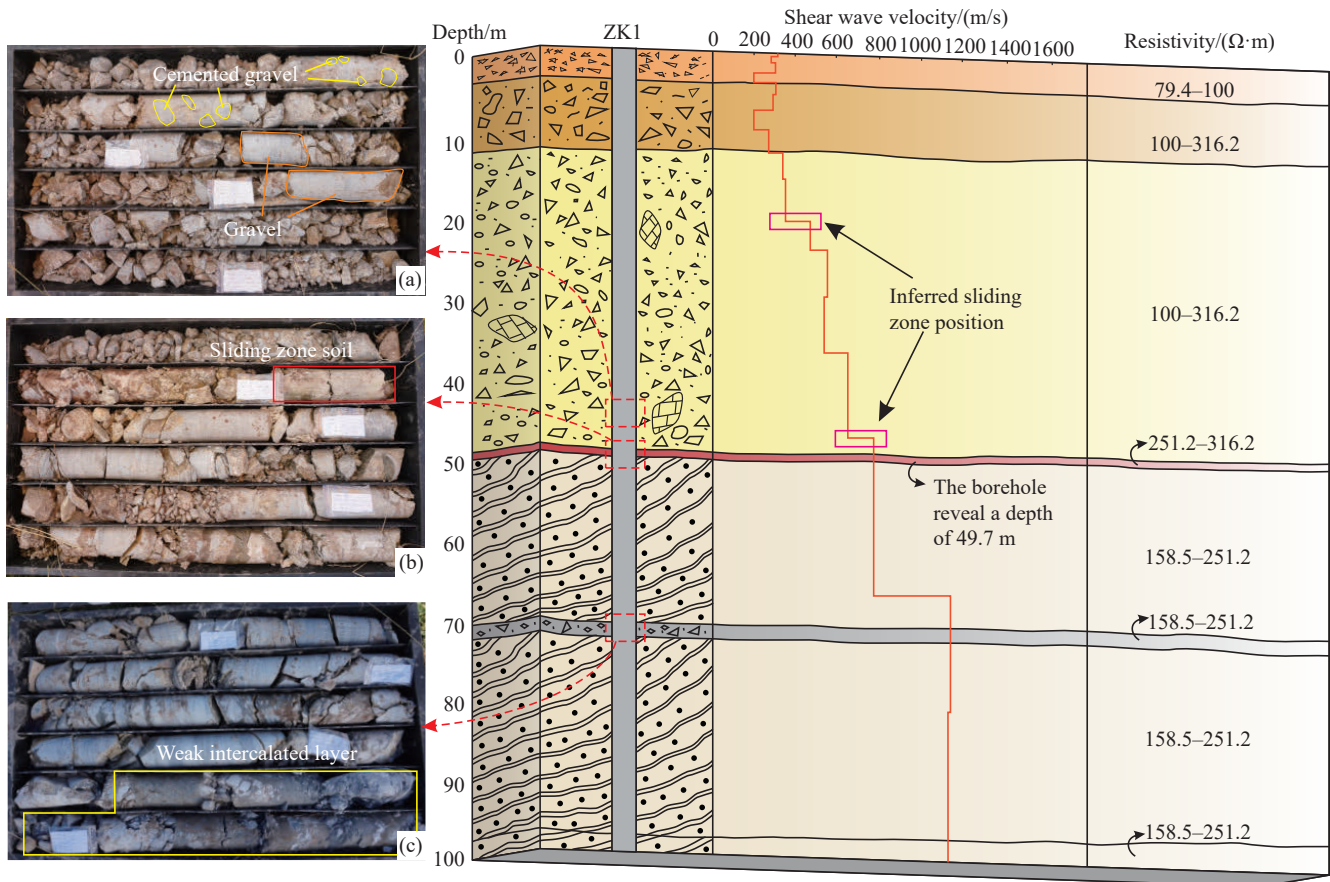 Cemented gravel
Gravel
(a)
Sliding zone soil
(b)
Weak intercalated layer
(c)
Depth/m
ZK1
Shear wave velocity/(m/s)
Resistivity/(Ω·m)
0 200 400 600 800 1000 1200 1400 1600
0
10
20
30
40
50
60
70
80
90
100
Inferred sliding
zone position
The borehole
reveal a depth
of 49.7 m
79.4–100
100–316.2
100–316.2
251.2–316.2
158.5–251.2
158.5–251.2
158.5–251.2
158.5–251.2